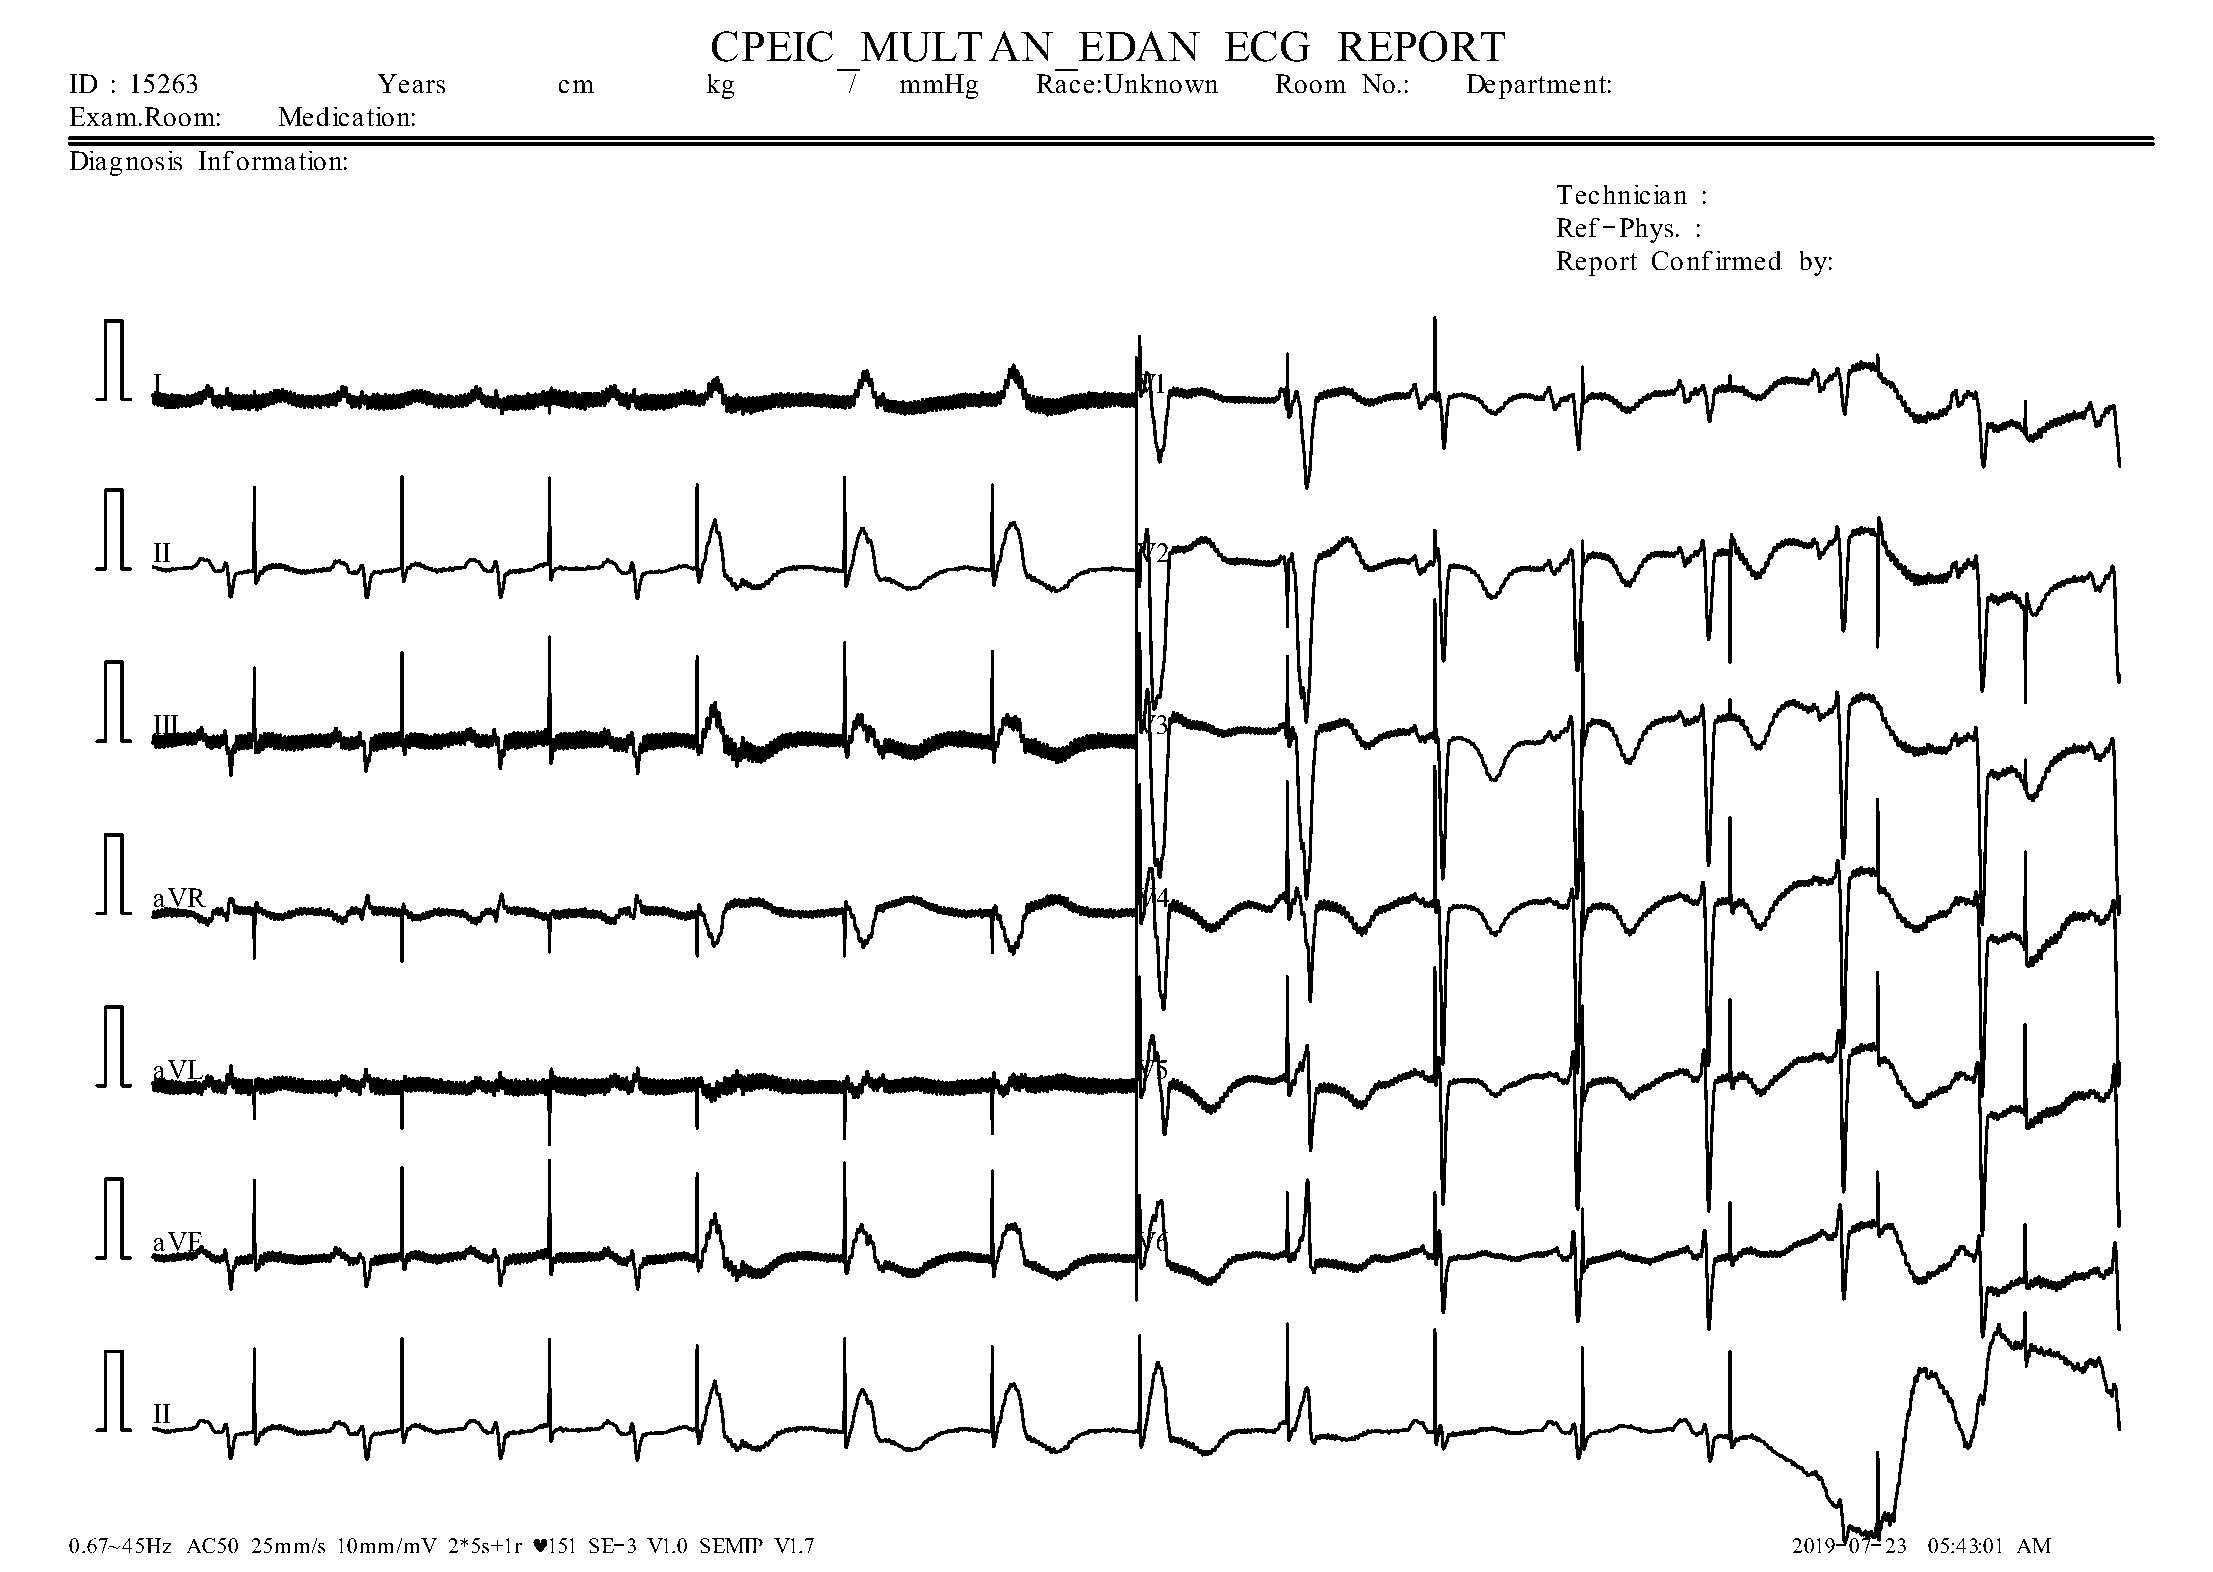 CPEIC_MULTAN_EDAN ECG REPORT
ID : 15263 Years cm kg / mmHg Race:Unknown Room No.: Department:
Exam.Room: Medication:
Diagnosis Information:
Technician :
Ref-Phys. :
Report Confirmed by:
I V1
II V2
III V3
aVR V4
aVL V5
aVF V6
II
0.67~45Hz AC50 25mm/s 10mm/mV 2*5s+1r ♥151 SE-3 V1.0 SEMIP V1.7 2019-07-23 05:43:01 AM